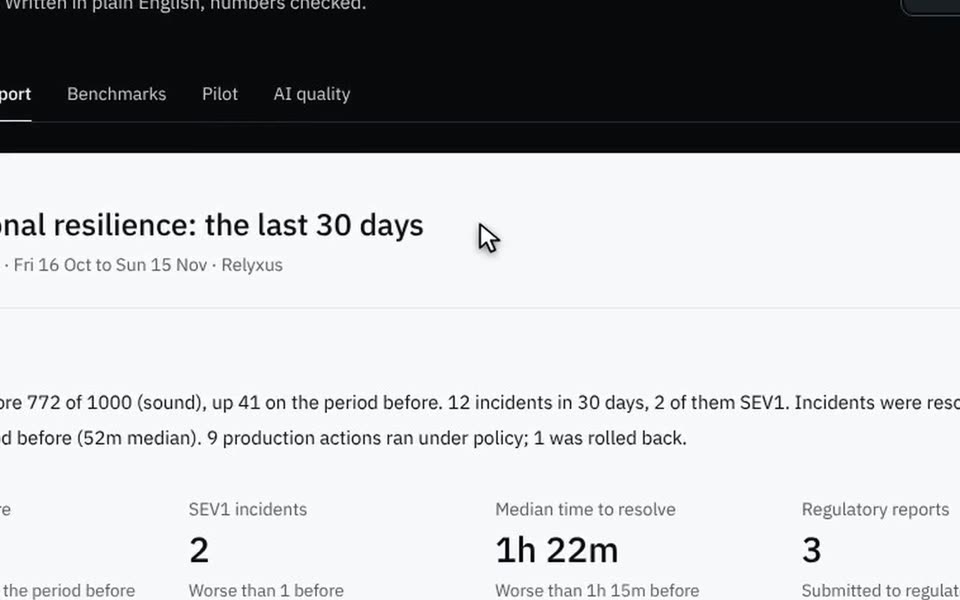 Written in plain English, numbers checked.
port Benchmarks Pilot AI quality
onal resilience: the last 30 days
· Fri 16 Oct to Sun 15 Nov · Relyxus
ore 772 of 1000 (sound), up 41 on the period before. 12 incidents in 30 days, 2 of them SEV1. Incidents were reso
d before (52m median). 9 production actions ran under policy; 1 was rolled back.
re SEV1 incidents Median time to resolve Regulatory reports
2 1h 22m 3
the period before Worse than 1 before Worse than 1h 15m before Submitted to regulat